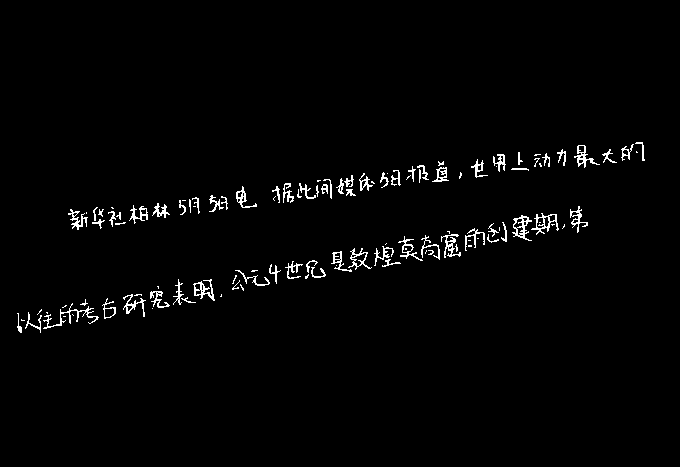 新华社柏林5月5日电 据此间媒体5日报道,世界上动力最大的
以往的考古研究表明,公元4世纪是敦煌莫高窟的创建期,第